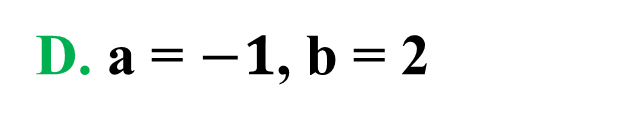 D. a = −1, b = 2